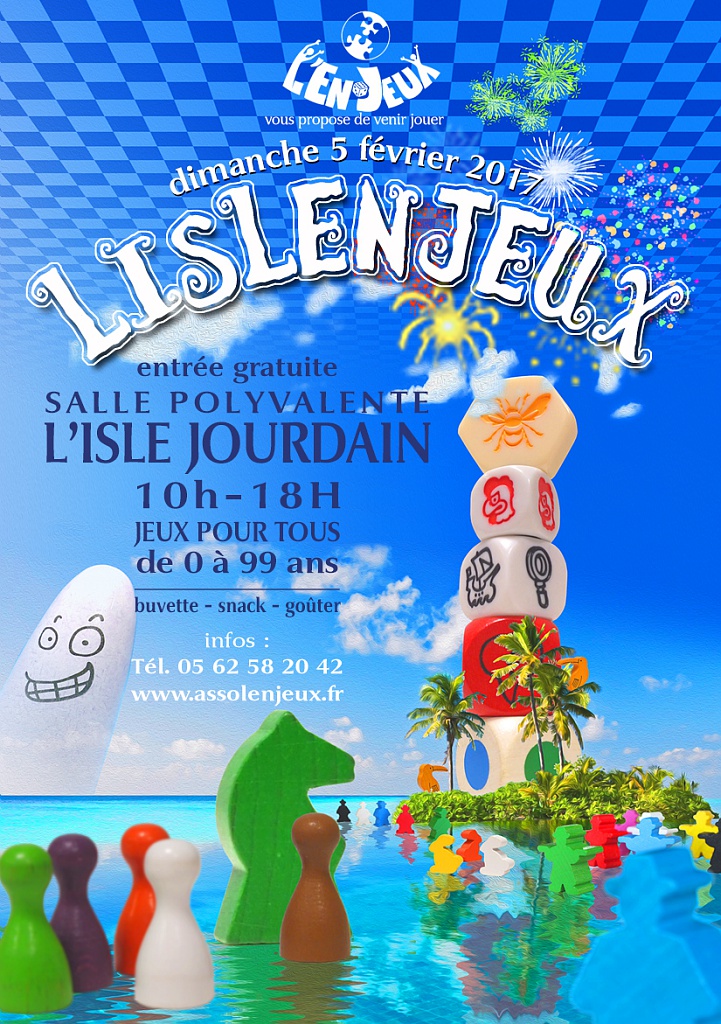 L'EnJEUX
vous propose de venir jouer
dimanche 5 février 2017
LISLENJEUX
entrée gratuite
SALLE POLYVALENTE
L'ISLE JOURDAIN
10h-18H
JEUX POUR TOUS
de 0 à 99 ans
buvette - snack - goûter
infos :
Tél. 05 62 58 20 42
www.assolenjeux.fr